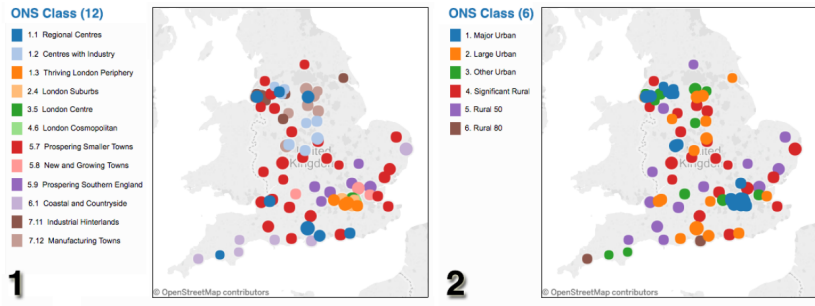 ONS Class (12)
1.1 Regional Centres
1.2 Centres with Industry
1.3 Thriving London Periphery
2.4 London Suburbs
3.5 London Centre
4.6 London Cosmopolitan
5.7 Prospering Smaller Towns
5.8 New and Growing Towns
5.9 Prospering Southern England
6.1 Coastal and Countryside
7.11 Industrial Hinterlands
7.12 Manufacturing Towns
United
Kingdom
1
© OpenStreetMap contributors
ONS Class (6)
1. Major Urban
2. Large Urban
3. Other Urban
4. Significant Rural
5. Rural 50
6. Rural 80
United
Kingdom
2
© OpenStreetMap contributors